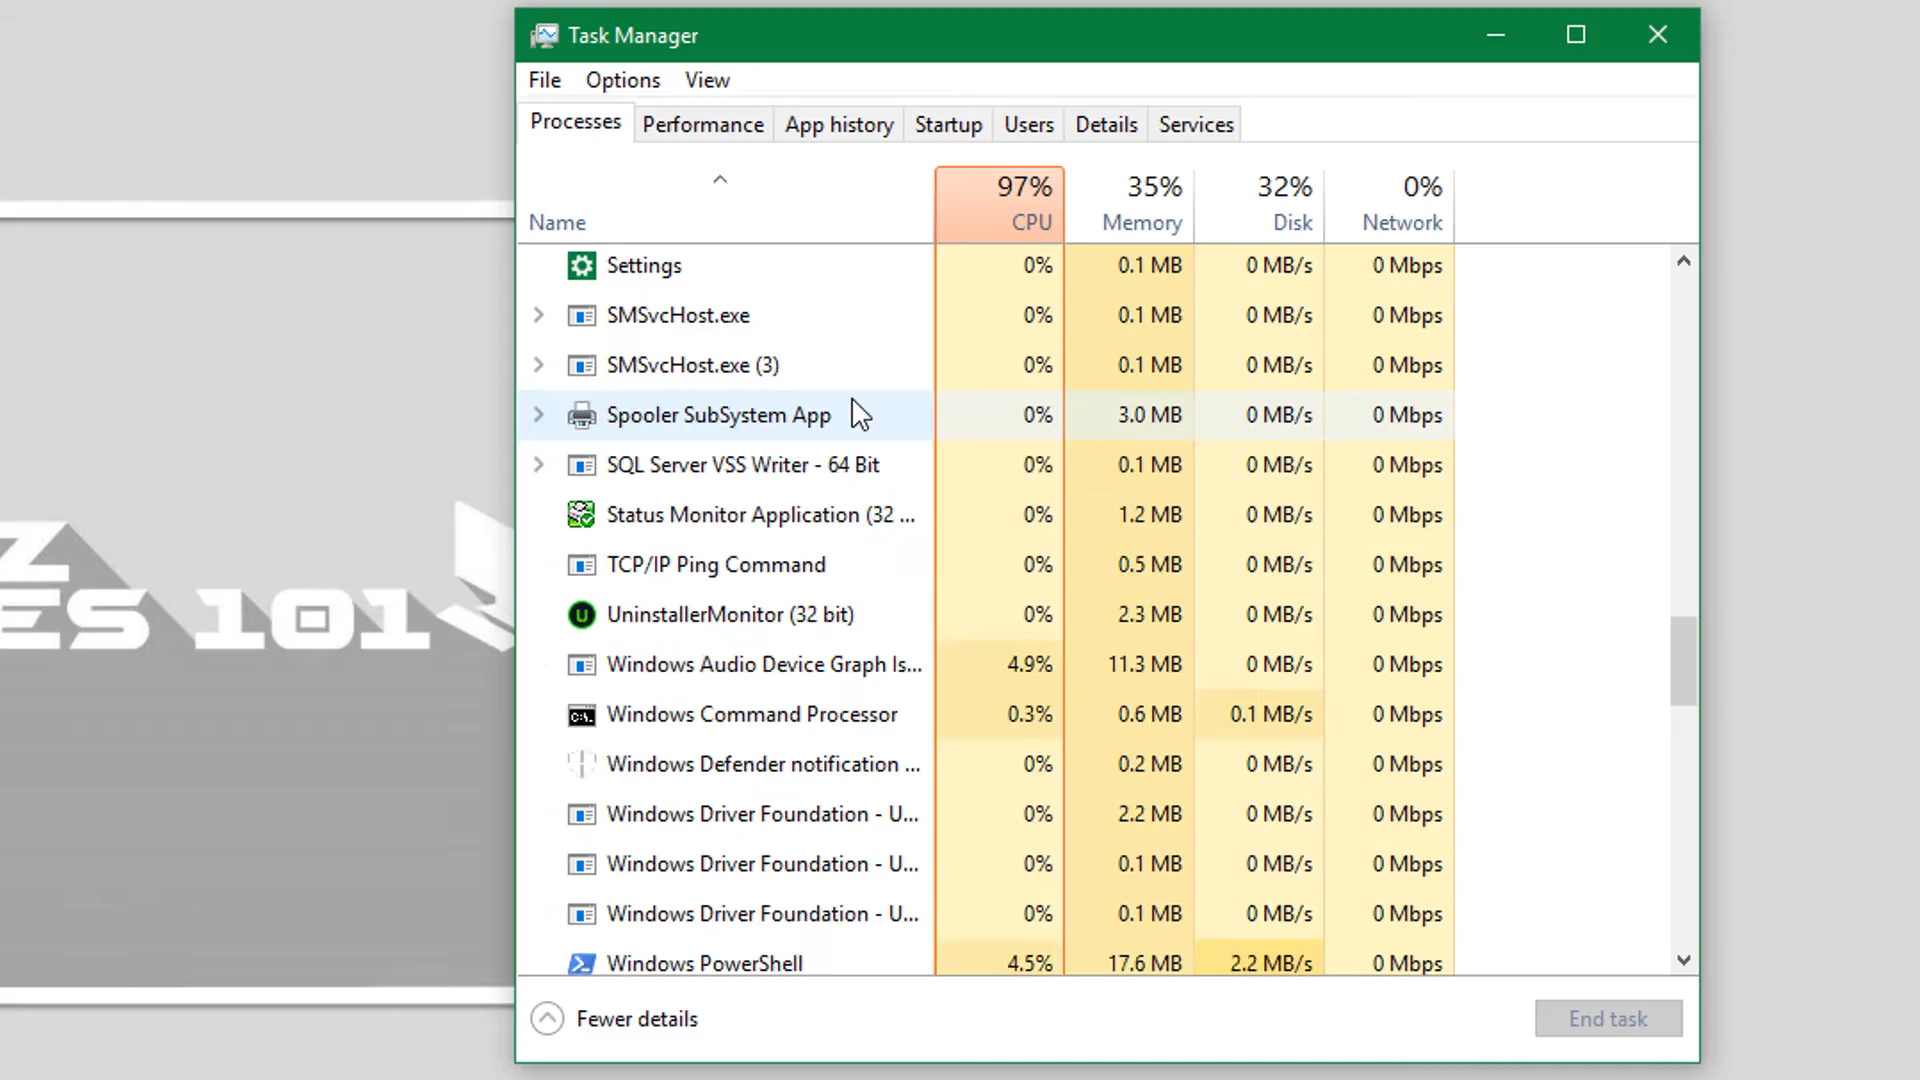 Task Manager
File Options View
Processes Performance App history Startup Users Details Services
97% 35% 32% 0%
Name CPU Memory Disk Network
Settings 0% 0.1 MB 0 MB/s 0 Mbps
SMSvcHost.exe 0% 0.1 MB 0 MB/s 0 Mbps
SMSvcHost.exe (3) 0% 0.1 MB 0 MB/s 0 Mbps
Spooler SubSystem App 0% 3.0 MB 0 MB/s 0 Mbps
SQL Server VSS Writer - 64 Bit 0% 0.1 MB 0 MB/s 0 Mbps
Status Monitor Application (32 ... 0% 1.2 MB 0 MB/s 0 Mbps
TCP/IP Ping Command 0% 0.5 MB 0 MB/s 0 Mbps
UninstallerMonitor (32 bit) 0% 2.3 MB 0 MB/s 0 Mbps
Windows Audio Device Graph Is... 4.9% 11.3 MB 0 MB/s 0 Mbps
Windows Command Processor 0.3% 0.6 MB 0.1 MB/s 0 Mbps
Windows Defender notification ... 0% 0.2 MB 0 MB/s 0 Mbps
Windows Driver Foundation - U... 0% 2.2 MB 0 MB/s 0 Mbps
Windows Driver Foundation - U... 0% 0.1 MB 0 MB/s 0 Mbps
Windows Driver Foundation - U... 0% 0.1 MB 0 MB/s 0 Mbps
Windows PowerShell 4.5% 17.6 MB 2.2 MB/s 0 Mbps
Fewer details End task
Z
ES 101